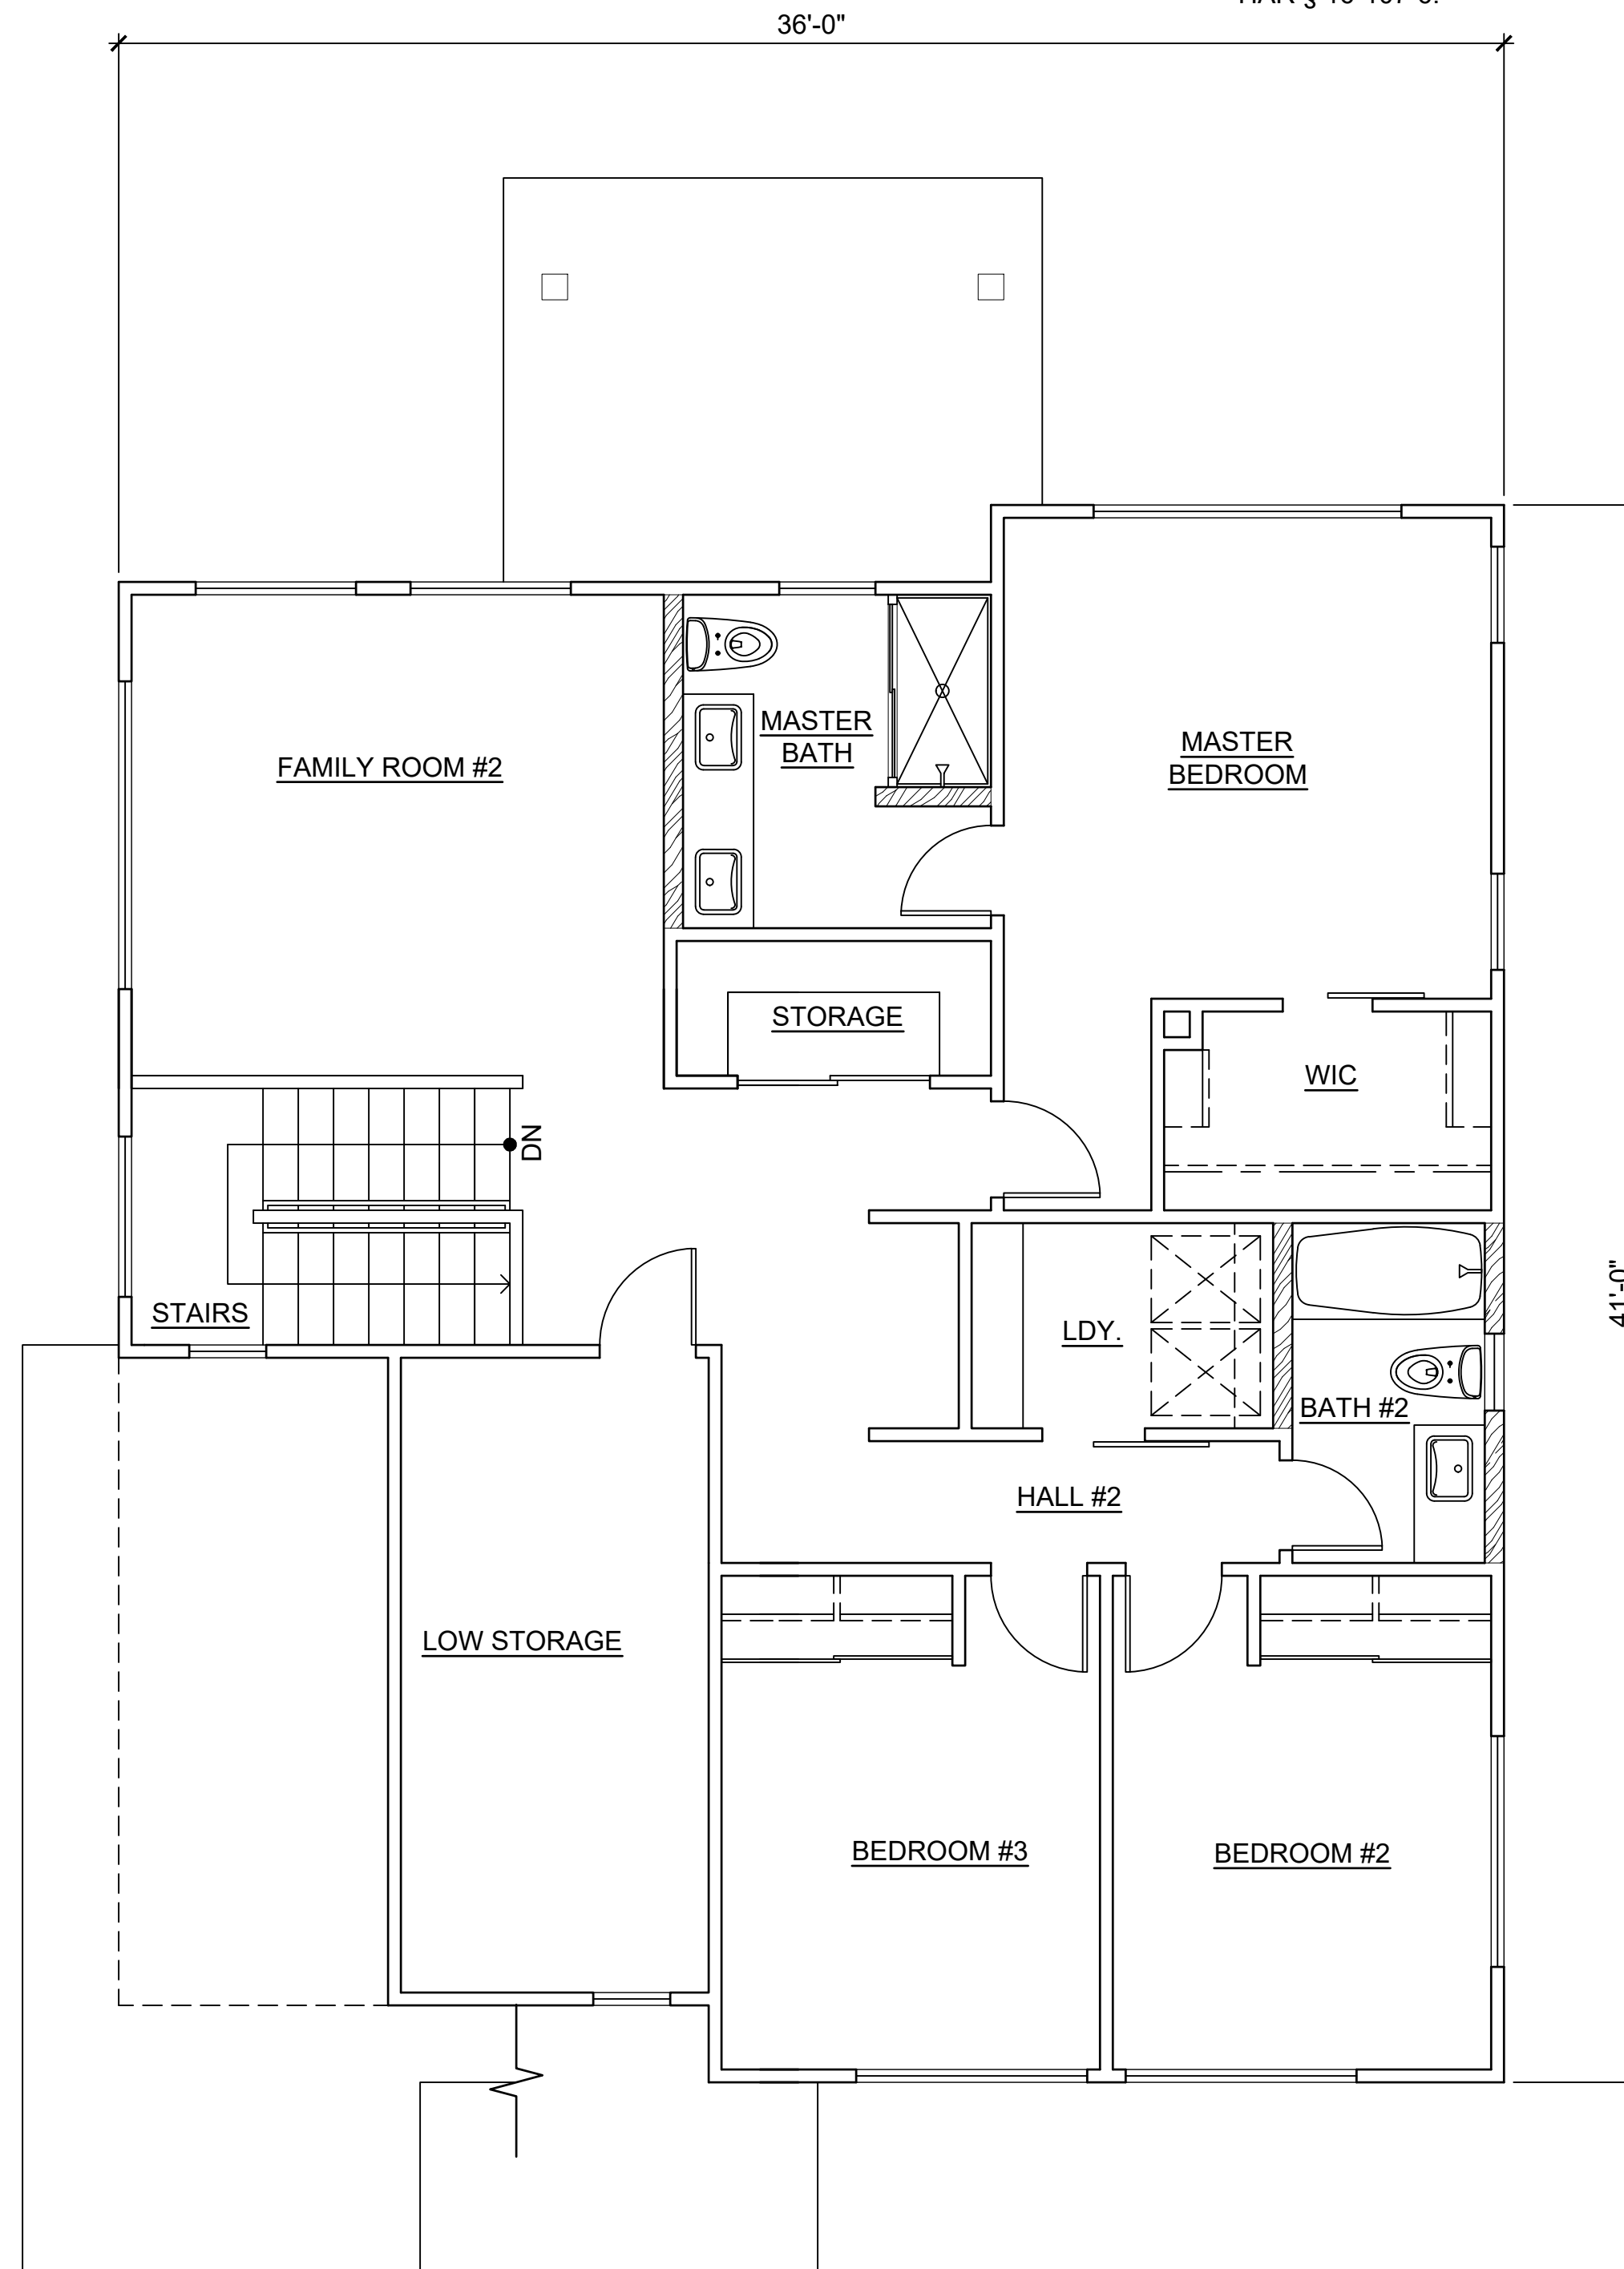 36'-0"
MASTER
BATH
MASTER
BEDROOM
FAMILY ROOM #2
STORAGE
WIC
DN
STAIRS
LDY.
41'-0"
BATH #2
HALL #2
LOW STORAGE
BEDROOM #3
BEDROOM #2